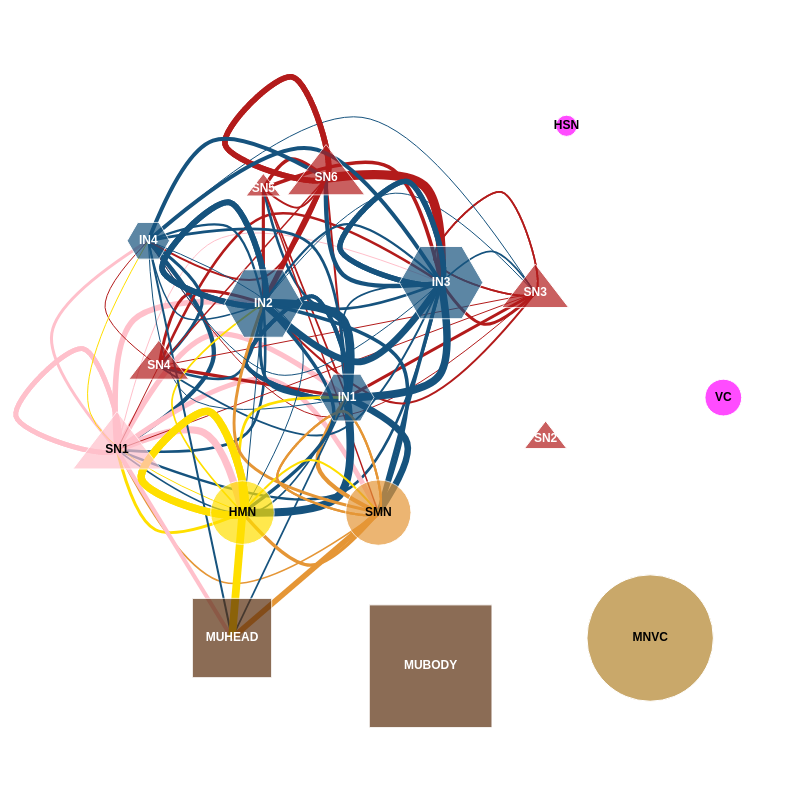 HSN
SN6
SN5
IN4
IN3
SN3
IN2
SN4
IN1
VC
SN2
SN1
HMN
SMN
MUHEAD
MNVC
MUBODY